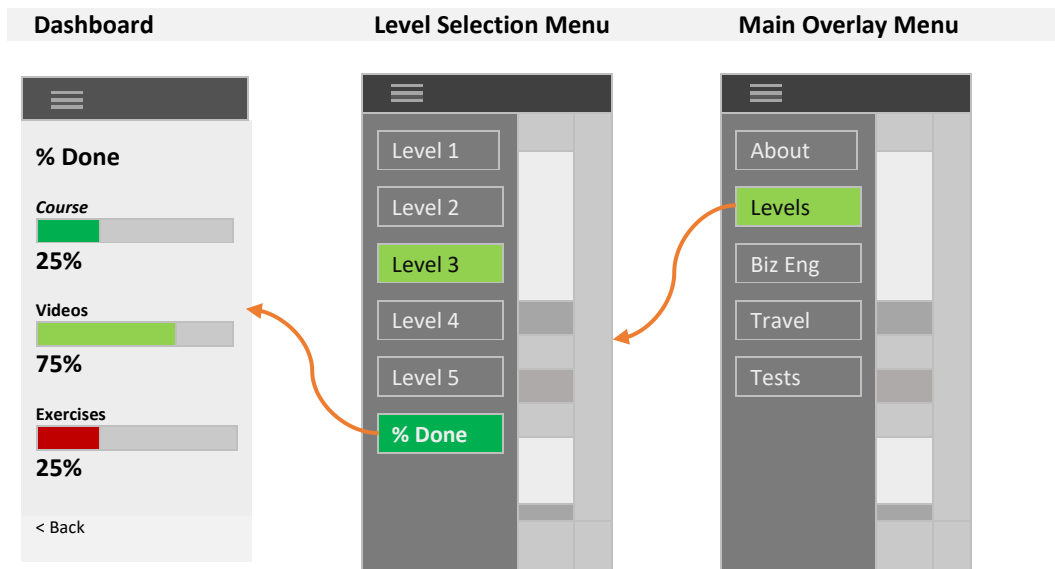 Dashboard
Level Selection Menu
Main Overlay Menu
% Done
Course
25%
Videos
75%
Exercises
25%
< Back
Level 1
Level 2
Level 3
Level 4
Level 5
% Done
About
Levels
Biz Eng
Travel
Tests